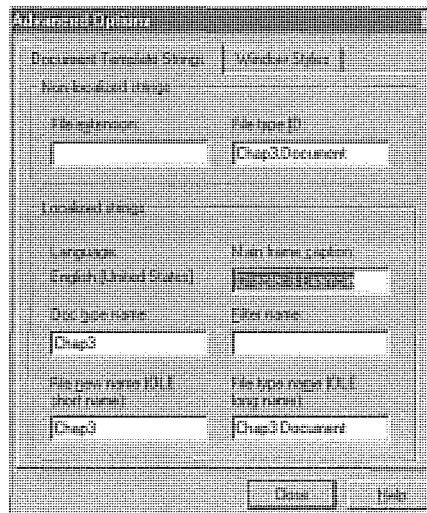 Advanced Options
Document Template Strings
Window Styles
Non-localized strings
File extension:
File type ID:
Chap3.Document
Localized strings
Language:
Main frame caption:
English [United States]
Doc type name:
Filter name:
Chap3
File new name (OLE
short name):
File type name (OLE
long name):
Chap3
Chap3 Document
Close
Help